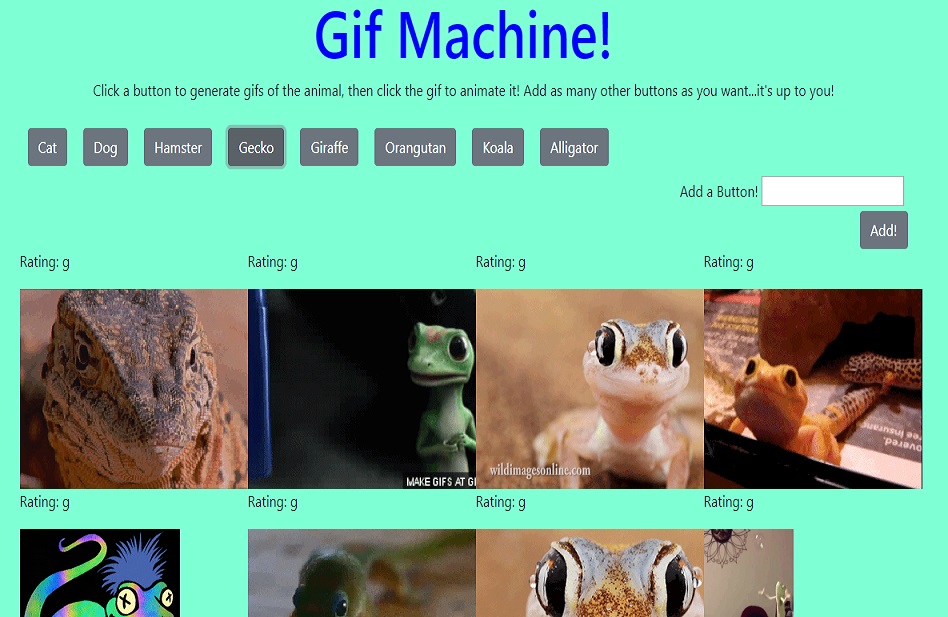 Gif Machine!
Click a button to generate gifs of the animal, then click the gif to animate it! Add as many other buttons as you want...it's up to you!
Cat Dog Hamster Gecko Giraffe Orangutan Koala Alligator
Add a Button!
Add!
Rating: g Rating: g Rating: g Rating: g
wildimagesonline.com
MAKE GIFS AT GI
Rating: g Rating: g Rating: g Rating: g